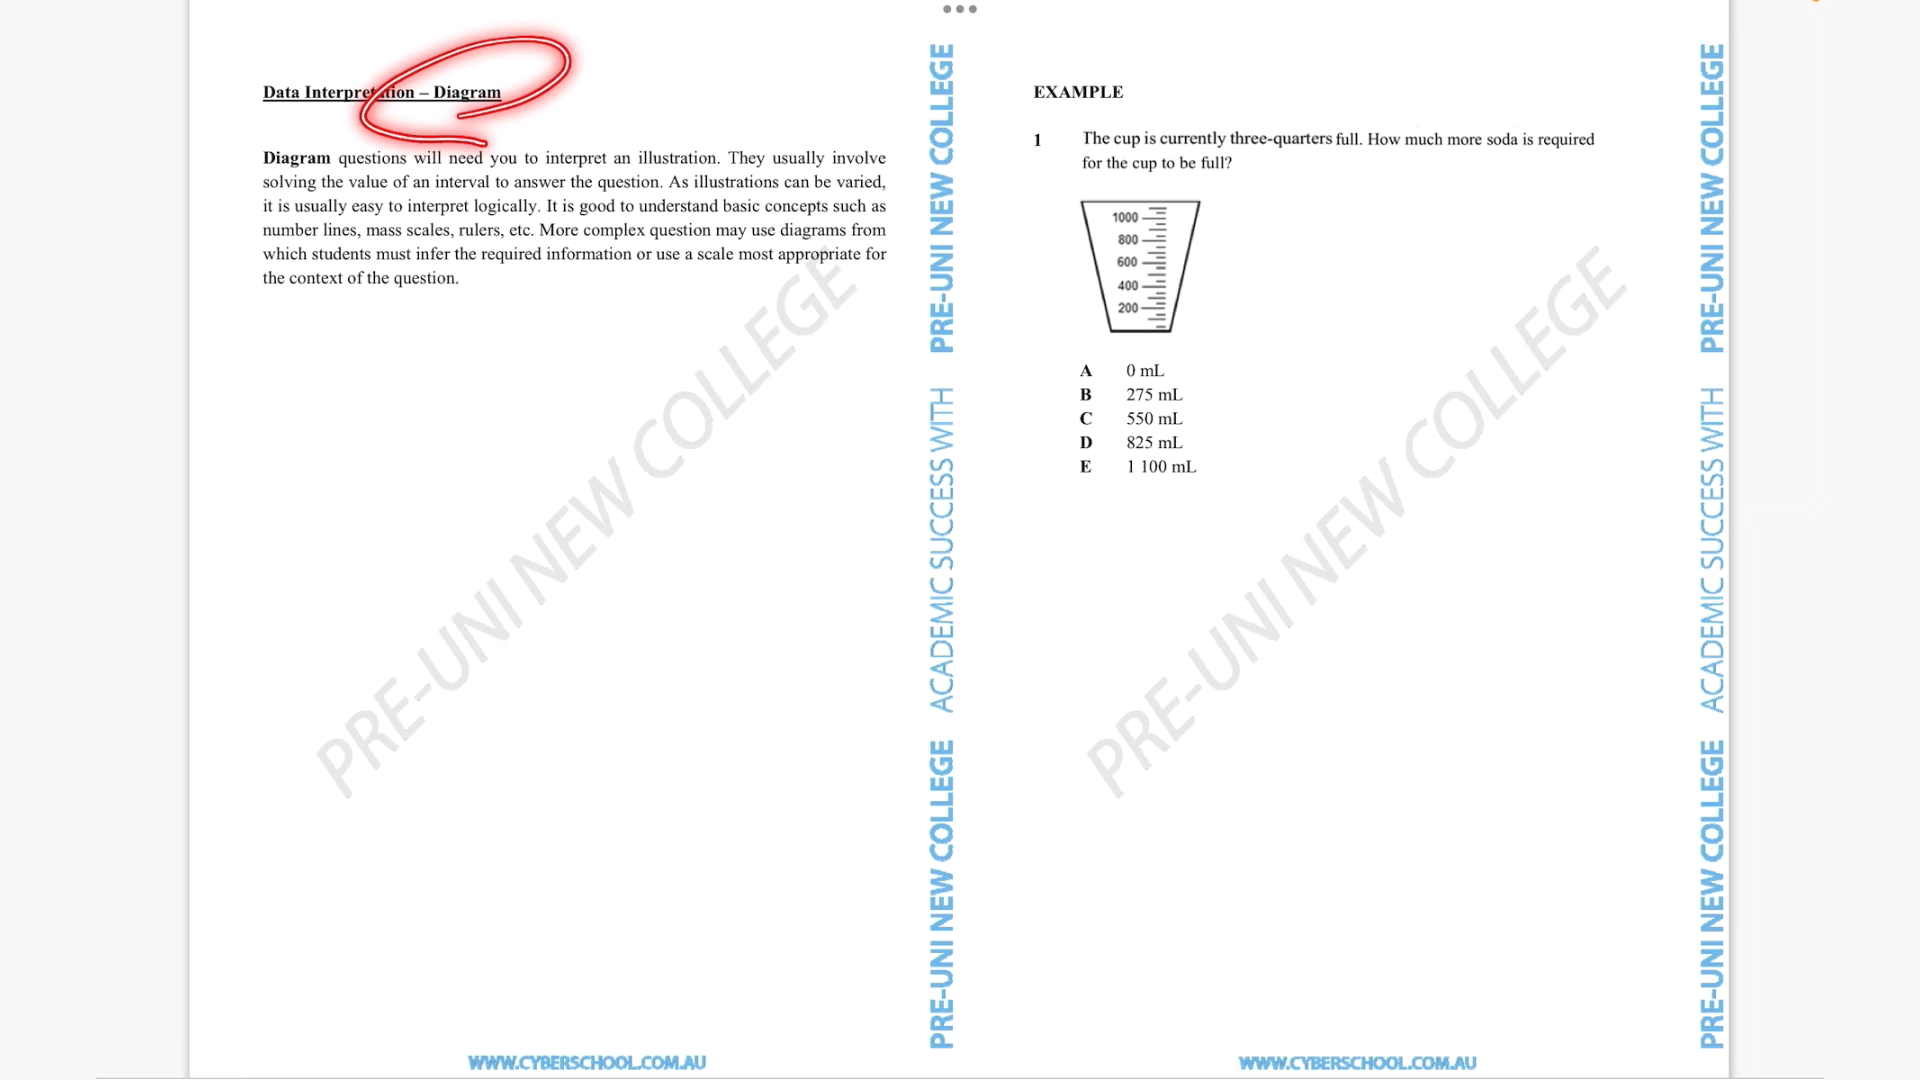 Data Interpretation – Diagram
Diagram questions will need you to interpret an illustration. They usually involve
solving the value of an interval to answer the question. As illustrations can be varied,
it is usually easy to interpret logically. It is good to understand basic concepts such as
number lines, mass scales, rulers, etc. More complex question may use diagrams from
which students must infer the required information or use a scale most appropriate for
the context of the question.
PRE-UNI NEW COLLEGE
PRE-UNI NEW COLLEGE ACADEMIC SUCCESS WITH PRE-UNI NEW COLLEGE
WWW.CYBERSCHOOL.COM.AU
EXAMPLE
1 The cup is currently three-quarters full. How much more soda is required
for the cup to be full?
1000
800
600
400
200
A 0 mL
B 275 mL
C 550 mL
D 825 mL
E 1 100 mL
PRE-UNI NEW COLLEGE
PRE-UNI NEW COLLEGE ACADEMIC SUCCESS WITH PRE-UNI NEW COLLEGE
WWW.CYBERSCHOOL.COM.AU